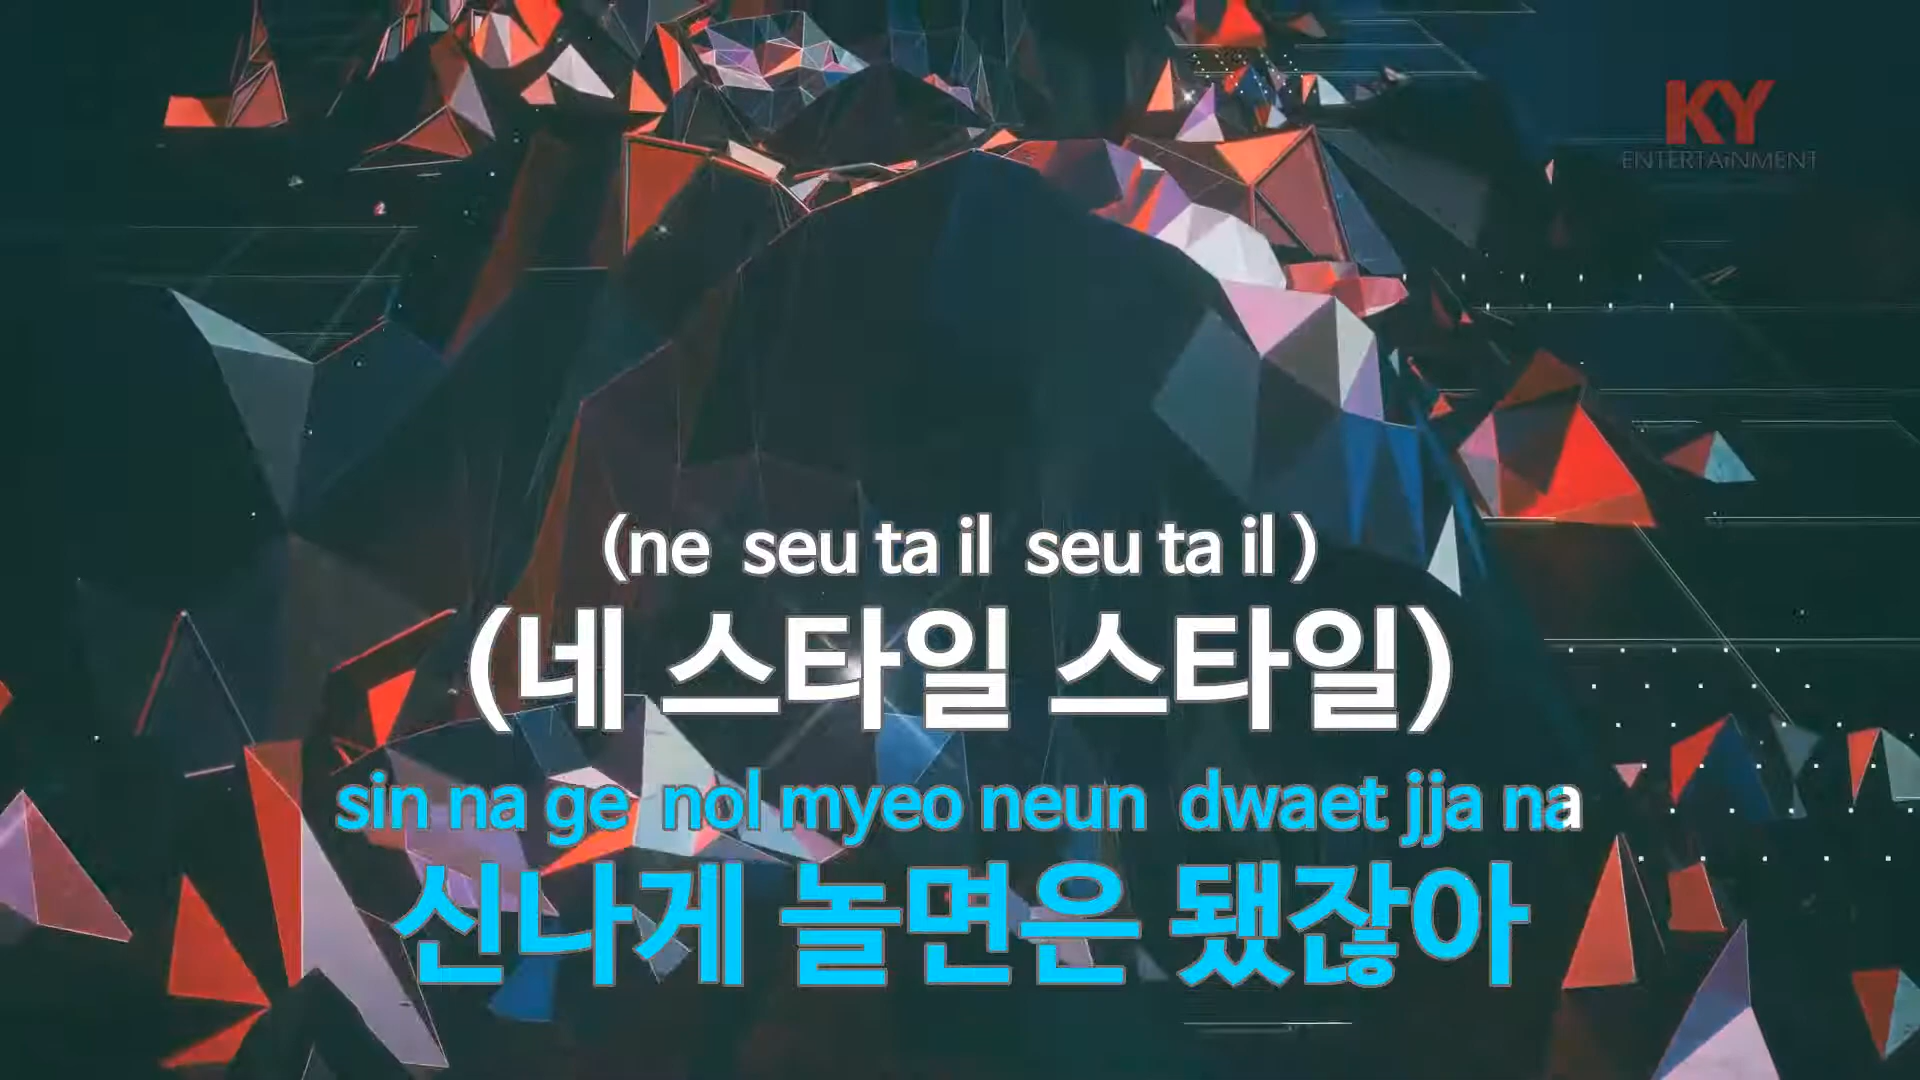 KY
ENTERTAiNMENT
(ne seu ta il seu ta il )
(네 스타일 스타일)
sin na ge nol myeo neun dwaet jja na
신나게 놀면은 됐잖아